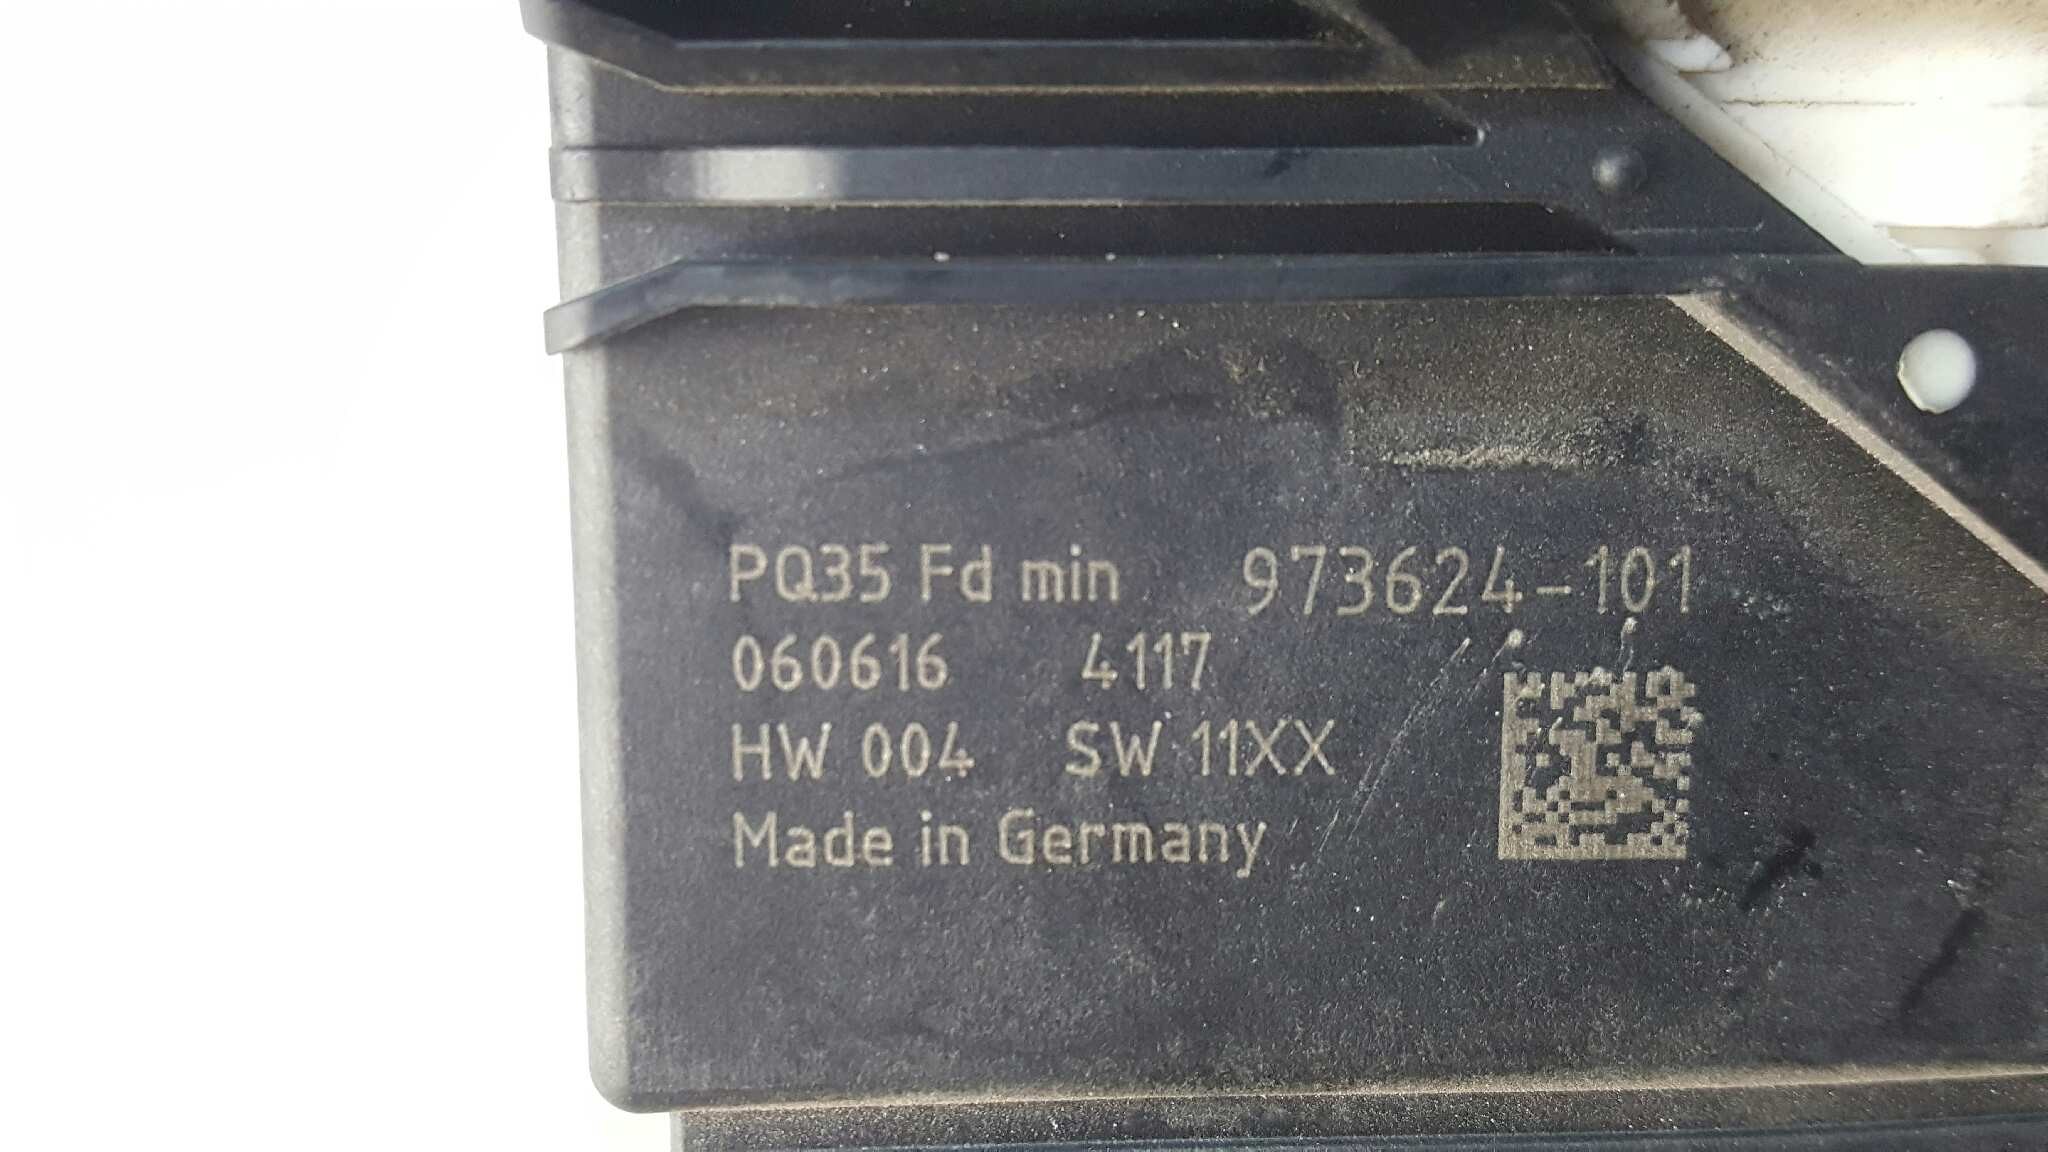 PQ35 Fd min 973624-101
060616 4117
HW 004 SW 11XX
Made in Germany